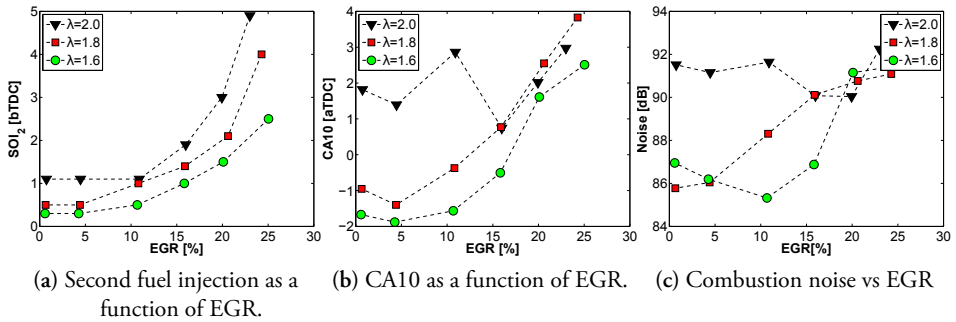 5
4
3
2
1
0
0
5
10
15
20
25
30
SOI₂ [bTDC]
EGR [%]
λ=2.0
λ=1.8
λ=1.6
4
3
2
1
0
−1
−2
0
5
10
15
20
25
30
CA10 [aTDC]
EGR [%]
λ=2.0
λ=1.8
λ=1.6
94
92
90
88
86
84
0
5
10
15
20
25
30
Noise [dB]
EGR[%]
λ=2.0
λ=1.8
λ=1.6
(a) Second fuel injection as a
function of EGR.
(b) CA10 as a function of EGR.
(c) Combustion noise vs EGR